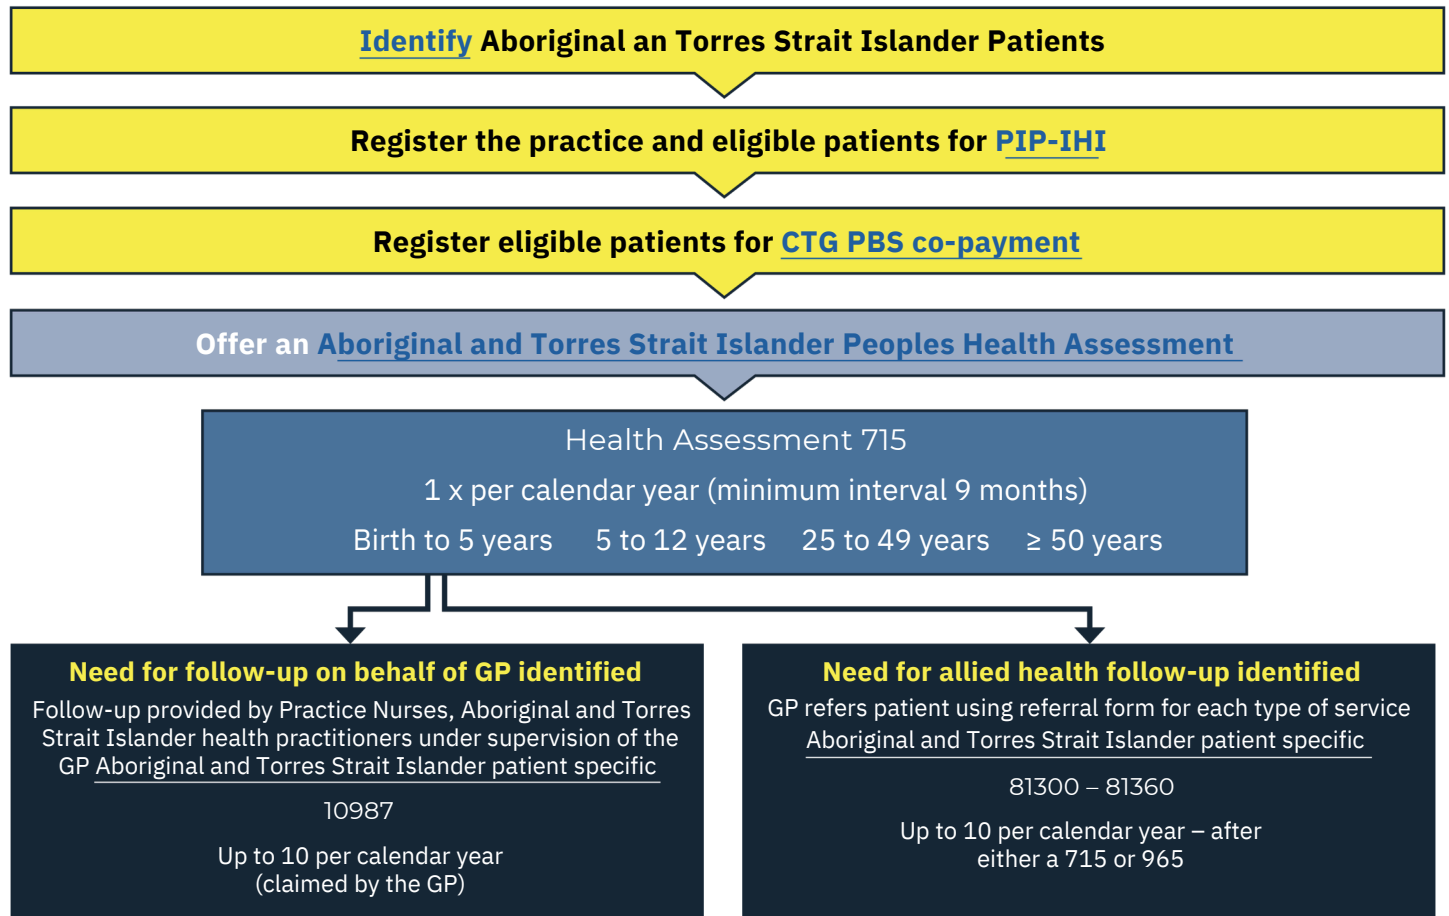 Identify Aboriginal an Torres Strait Islander Patients
Register the practice and eligible patients for PIP-IHI
Register eligible patients for CTG PBS co-payment
Offer an Aboriginal and Torres Strait Islander Peoples Health Assessment
Health Assessment 715
1 x per calendar year (minimum interval 9 months)
Birth to 5 years 5 to 12 years 25 to 49 years ≥ 50 years
Need for follow-up on behalf of GP identified
Follow-up provided by Practice Nurses, Aboriginal and Torres
Strait Islander health practitioners under supervision of the
GP Aboriginal and Torres Strait Islander patient specific
10987
Up to 10 per calendar year
(claimed by the GP)
Need for allied health follow-up identified
GP refers patient using referral form for each type of service
Aboriginal and Torres Strait Islander patient specific
81300 – 81360
Up to 10 per calendar year – after
either a 715 or 965